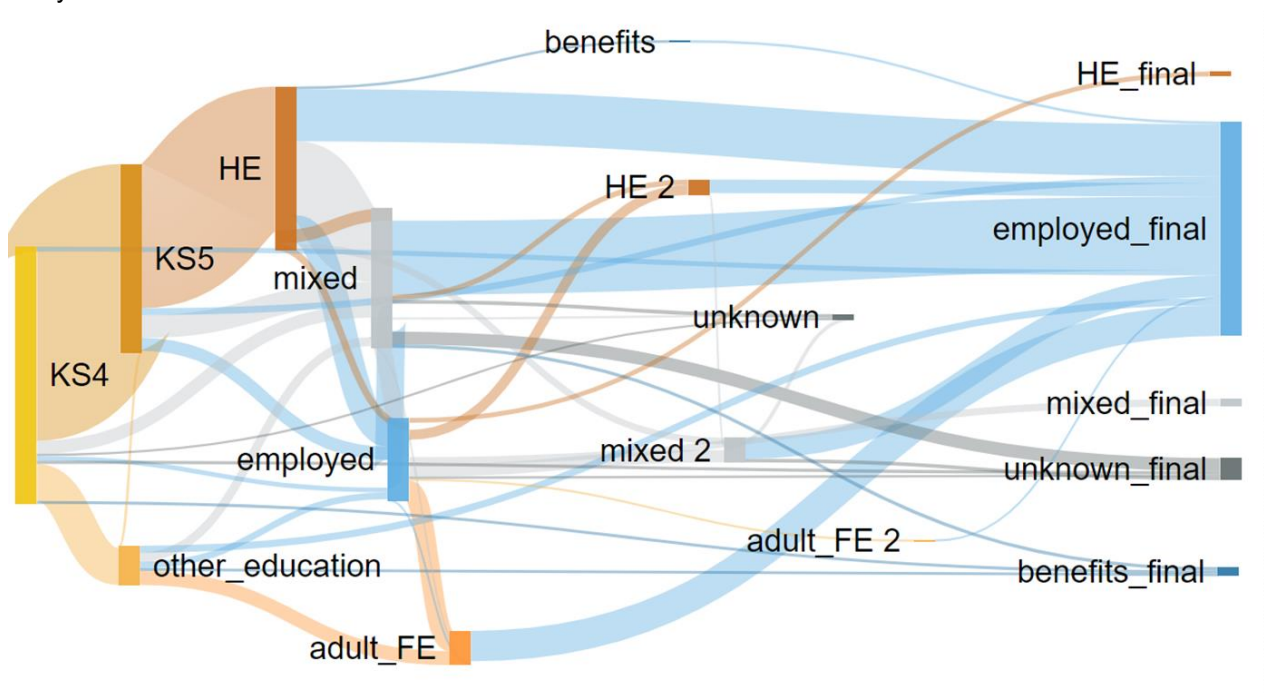 benefits
HE_final
HE
HE 2
employed_final
KS5
mixed
unknown
KS4
mixed_final
employed
mixed 2
unknown_final
adult_FE 2
other_education
benefits_final
adult_FE